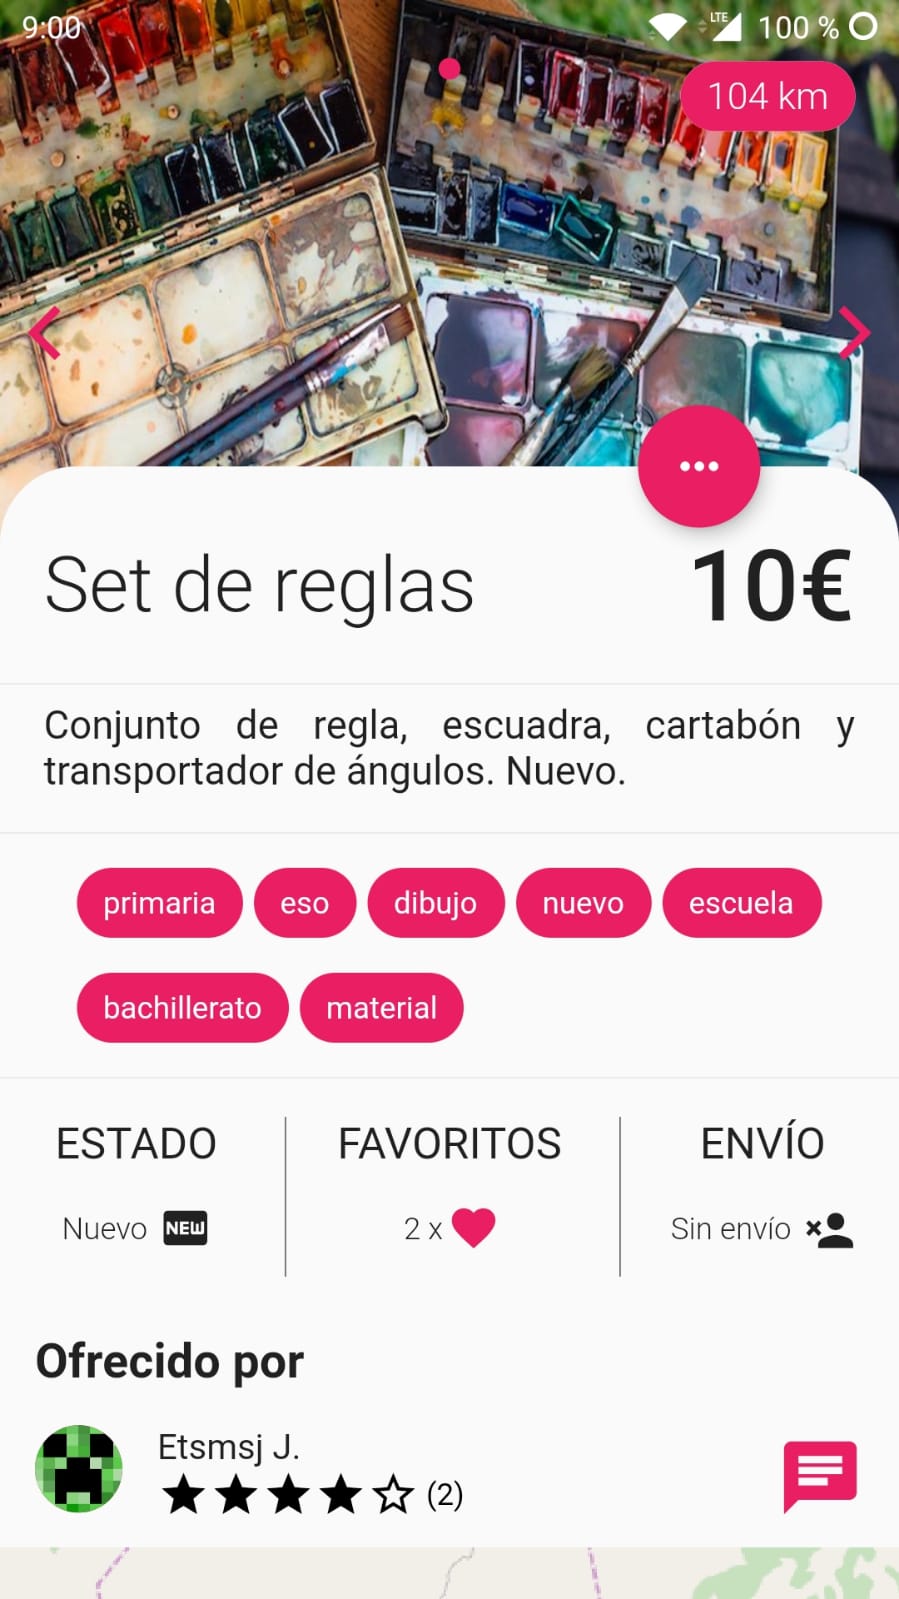 9:00 LTE 100 %
104 km
Set de reglas 10€
Conjunto de regla, escuadra, cartabón y
transportador de ángulos. Nuevo.
primaria eso dibujo nuevo escuela
bachillerato material
ESTADO FAVORITOS ENVÍO
Nuevo NEW 2 x Sin envío
Ofrecido por
Etsmsj J.
(2)